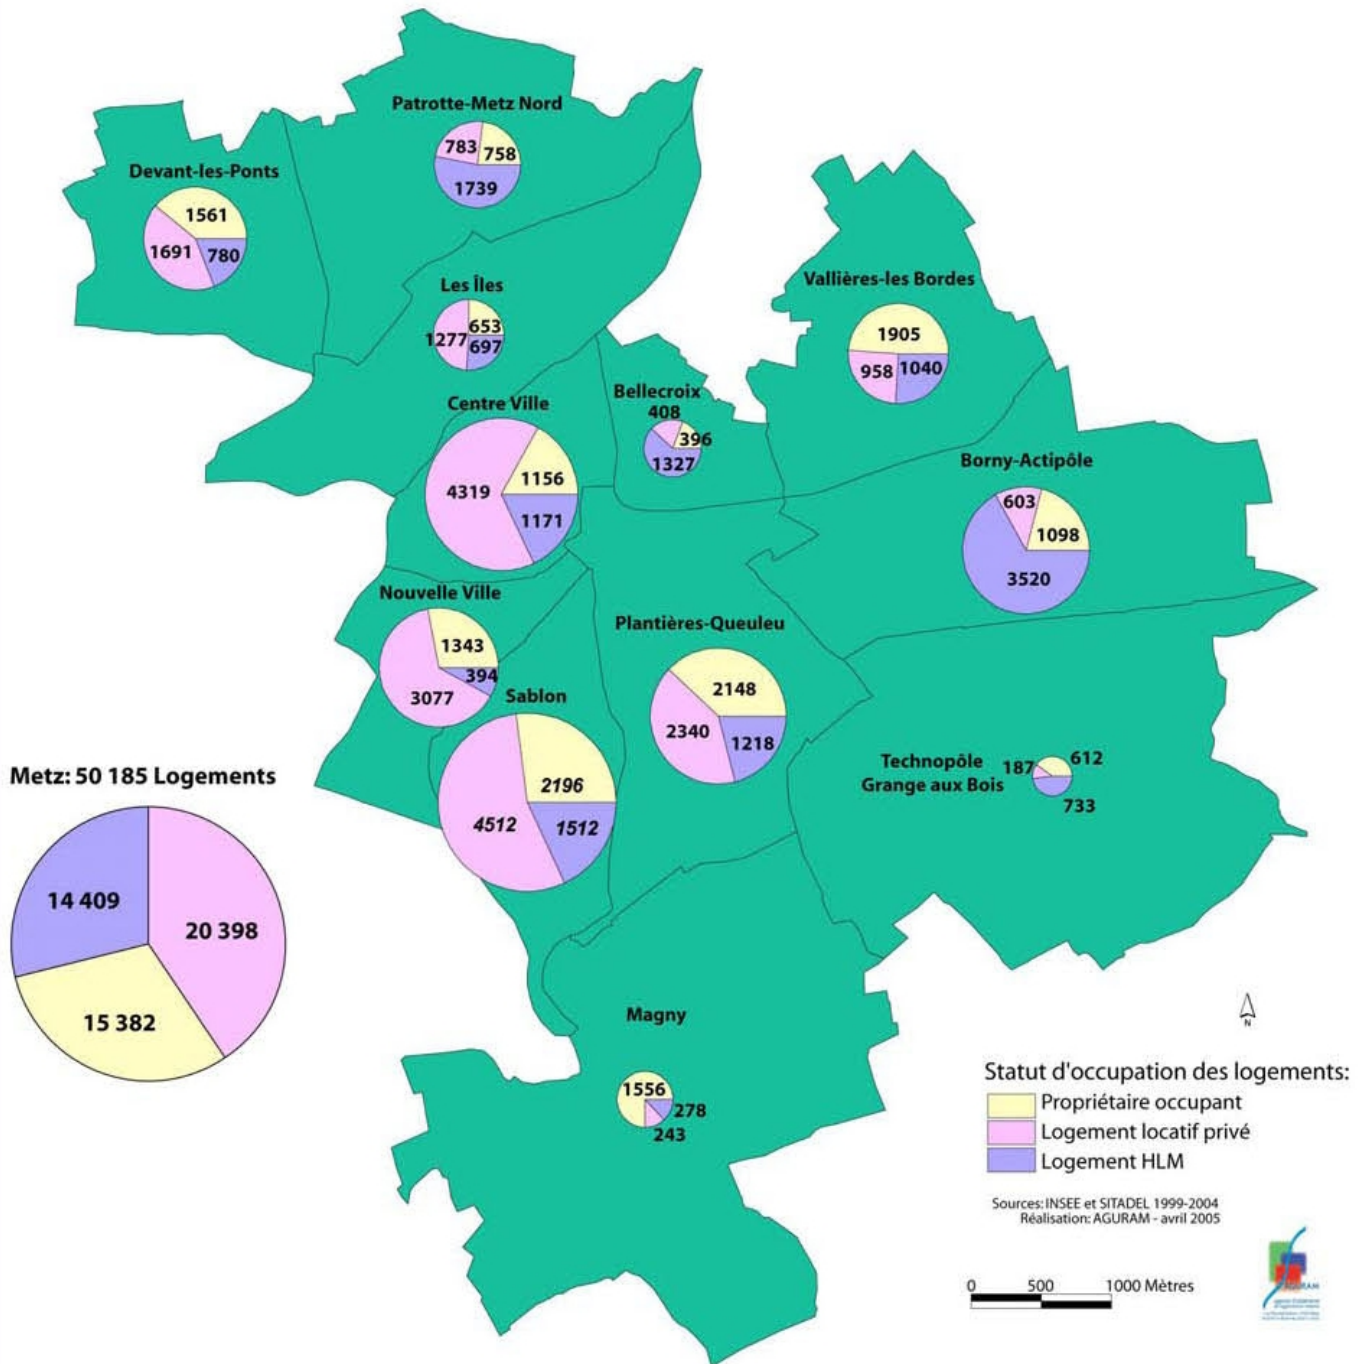 Patrotte-Metz Nord
783
758
1739
Devant-les-Ponts
1561
1691
780
Les Îles
653
1277
697
Vallières-les Bordes
1905
958
1040
Bellecroix
408
396
1327
Centre Ville
4319
1156
1171
Borny-Actipôle
603
1098
3520
Nouvelle Ville
1343
394
3077
Plantières-Queuleu
2148
2340
1218
Sablon
2196
4512
1512
Technopôle
Grange aux Bois
187
612
733
Metz: 50 185 Logements
14 409
20 398
15 382
Magny
1556
278
243
N
Statut d'occupation des logements:
Propriétaire occupant
Logement locatif privé
Logement HLM
Sources: INSEE et SITADEL 1999-2004
Réalisation: AGURAM - avril 2005
0 500 1000 Mètres
AGURAM